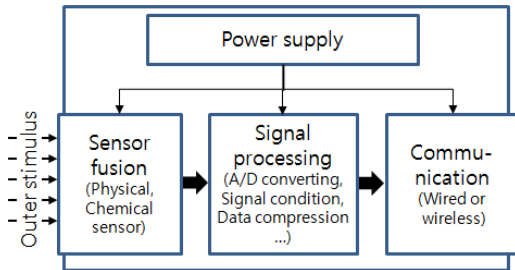 Power supply
Outer stimulus
Sensor
fusion
(Physical,
Chemical
sensor)
Signal
processing
(A/D converting,
Signal condition,
Data compression
...)
Commu-
nication
(Wired or
wireless)